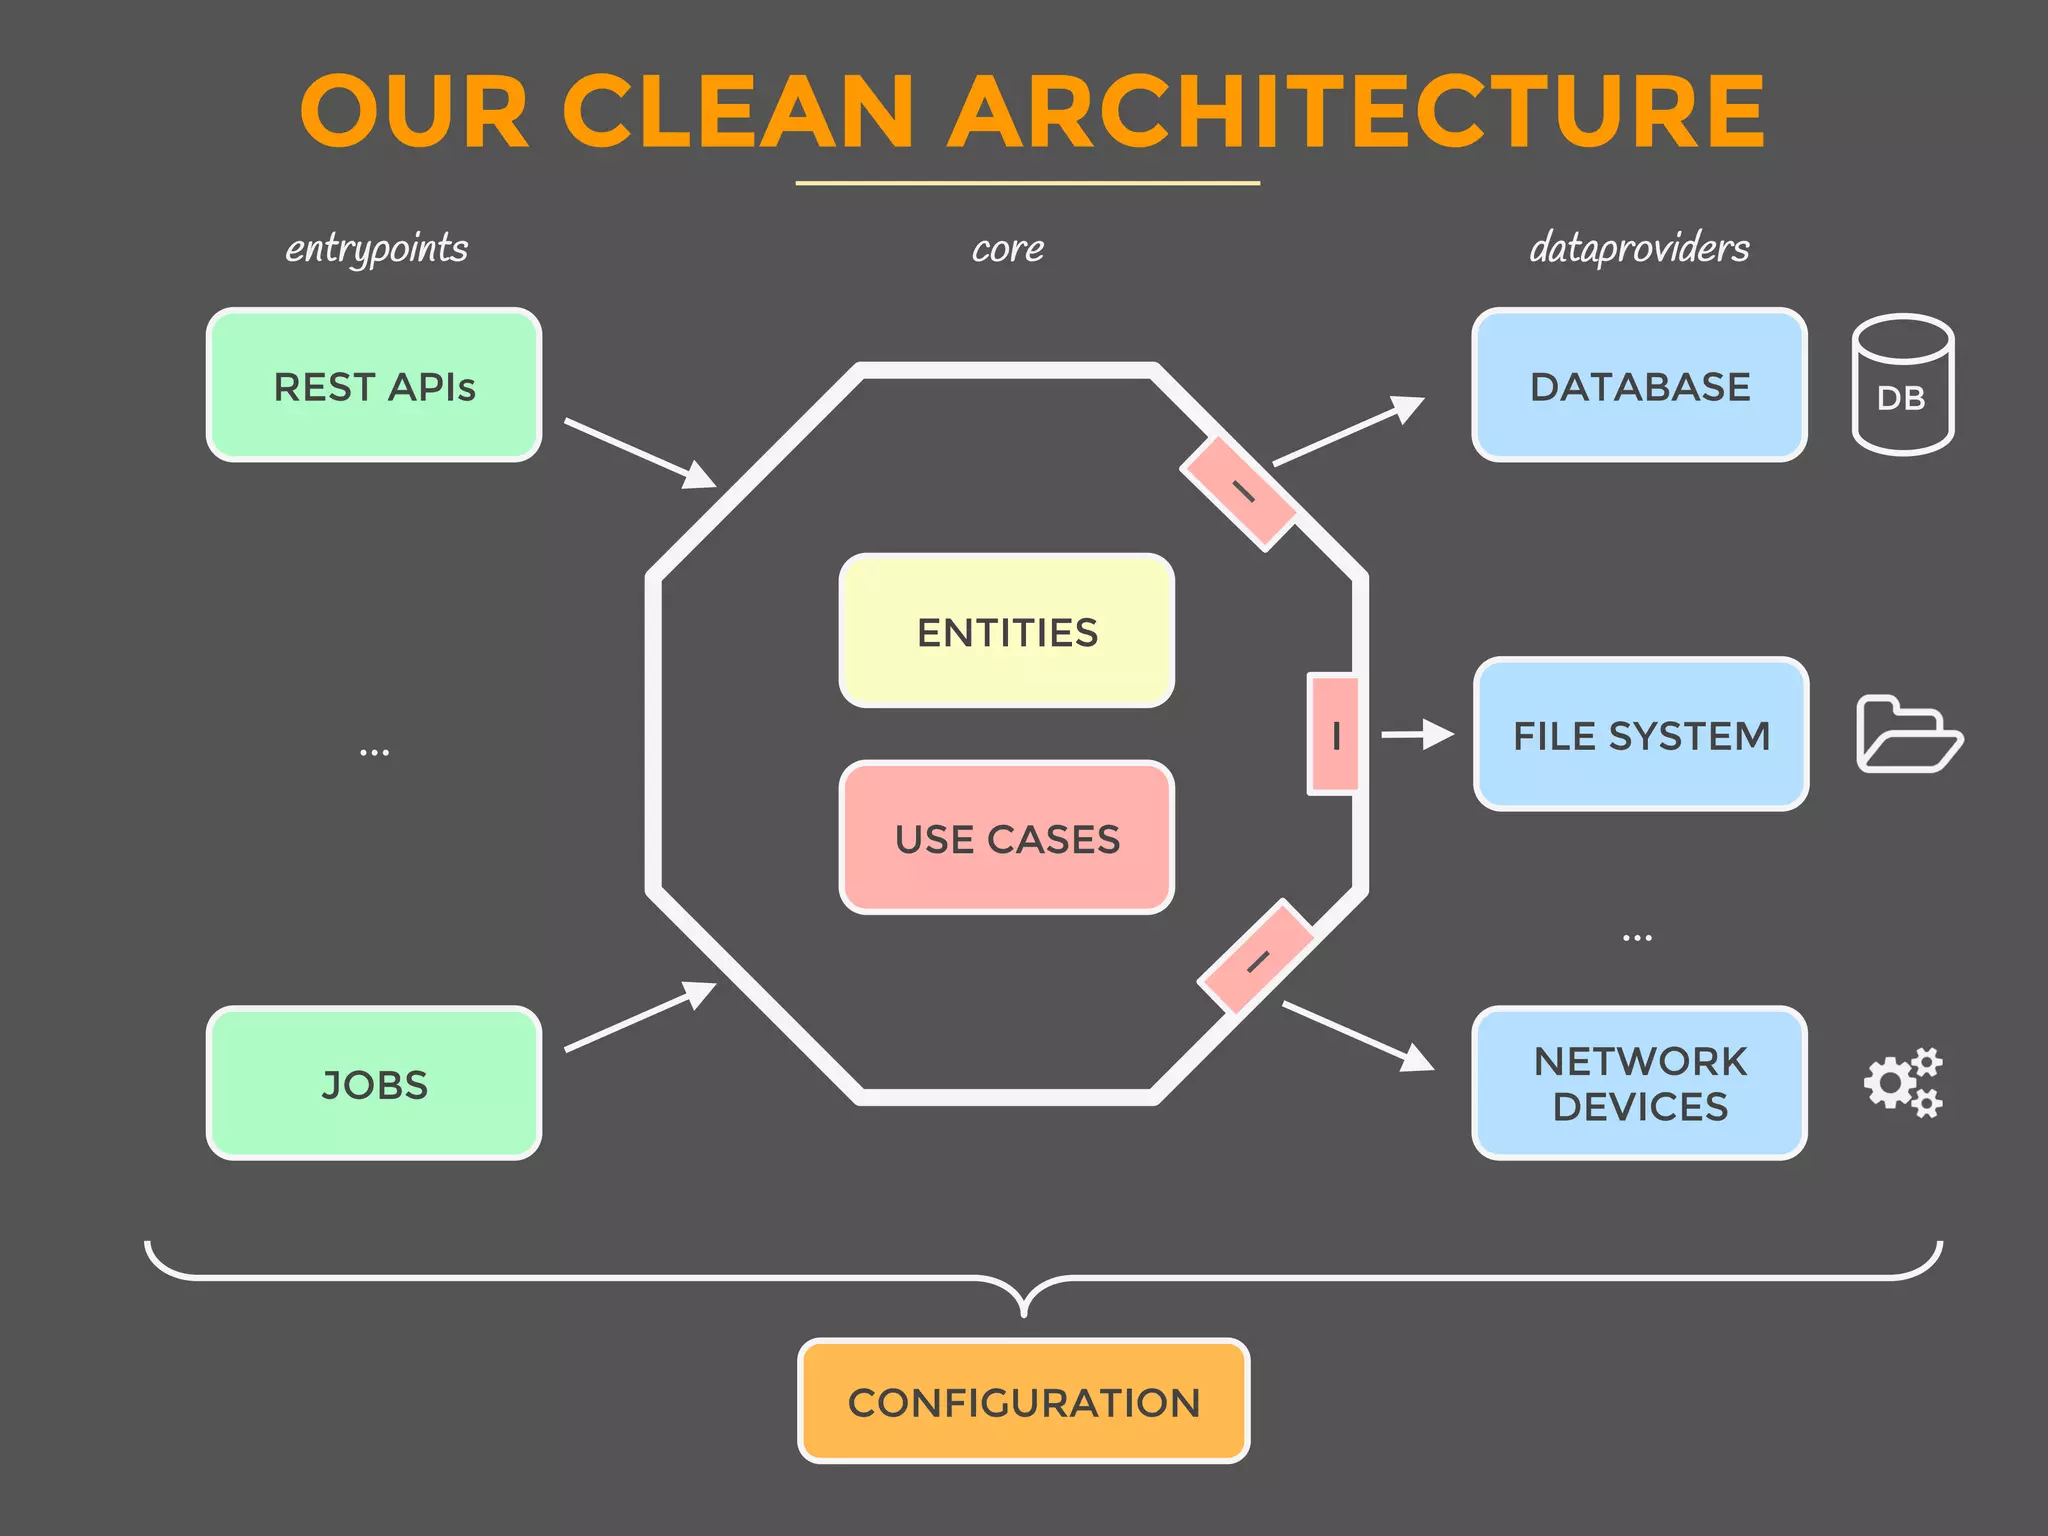 OUR CLEAN ARCHITECTURE
entrypoints
core
dataproviders
REST APIs
DATABASE
DB
I
ENTITIES
...
I
FILE SYSTEM
USE CASES
...
I
JOBS
NETWORK
DEVICES
CONFIGURATION